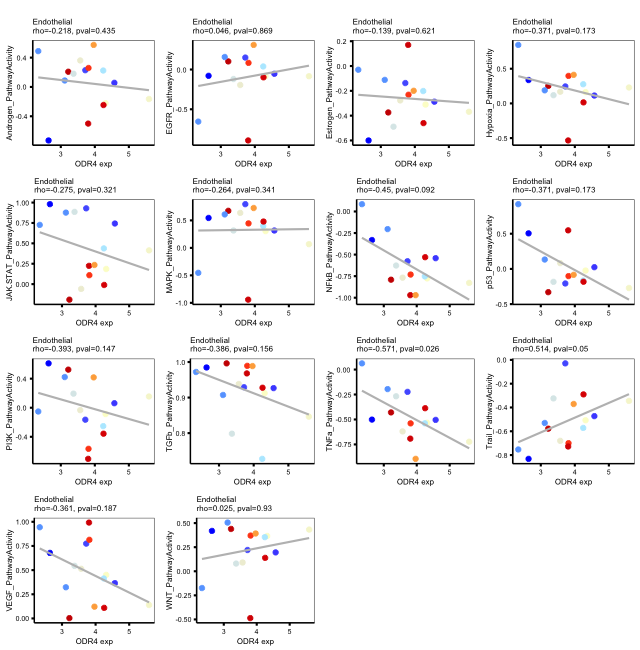 Endothelial
rho=-0.218, pval=0.435
Androgen_PathwayActivity
0.4
0.0
-0.4
3 4 5
ODR4 exp
Endothelial
rho=0.046, pval=0.869
EGFR_PathwayActivity
0.0
-0.5
3 4 5
ODR4 exp
Endothelial
rho=-0.139, pval=0.621
Estrogen_PathwayActivity
0.2
0.0
-0.2
-0.4
-0.6
3 4 5
ODR4 exp
Endothelial
rho=-0.371, pval=0.173
Hypoxia_PathwayActivity
0.5
0.0
-0.5
3 4 5
ODR4 exp
Endothelial
rho=-0.275, pval=0.321
JAK.STAT_PathwayActivity
1.00
0.75
0.50
0.25
0.00
3 4 5
ODR4 exp
Endothelial
rho=-0.264, pval=0.341
MAPK_PathwayActivity
0.5
0.0
-0.5
-1.0
3 4 5
ODR4 exp
Endothelial
rho=-0.45, pval=0.092
NFkB_PathwayActivity
0.00
-0.25
-0.50
-0.75
-1.00
3 4 5
ODR4 exp
Endothelial
rho=-0.371, pval=0.173
p53_PathwayActivity
0.5
0.0
-0.5
3 4 5
ODR4 exp
Endothelial
rho=-0.393, pval=0.147
PI3K_PathwayActivity
0.4
0.0
-0.4
3 4 5
ODR4 exp
Endothelial
rho=-0.386, pval=0.156
TGFb_PathwayActivity
1.0
0.9
0.8
3 4 5
ODR4 exp
Endothelial
rho=-0.571, pval=0.026
TNFa_PathwayActivity
0.00
-0.25
-0.50
-0.75
3 4 5
ODR4 exp
Endothelial
rho=0.514, pval=0.05
Trail_PathwayActivity
0.0
-0.2
-0.4
-0.6
-0.8
3 4 5
ODR4 exp
Endothelial
rho=-0.361, pval=0.187
VEGF_PathwayActivity
1.00
0.75
0.50
0.25
0.00
3 4 5
ODR4 exp
Endothelial
rho=0.025, pval=0.93
WNT_PathwayActivity
0.50
0.25
0.00
-0.25
-0.50
3 4 5
ODR4 exp